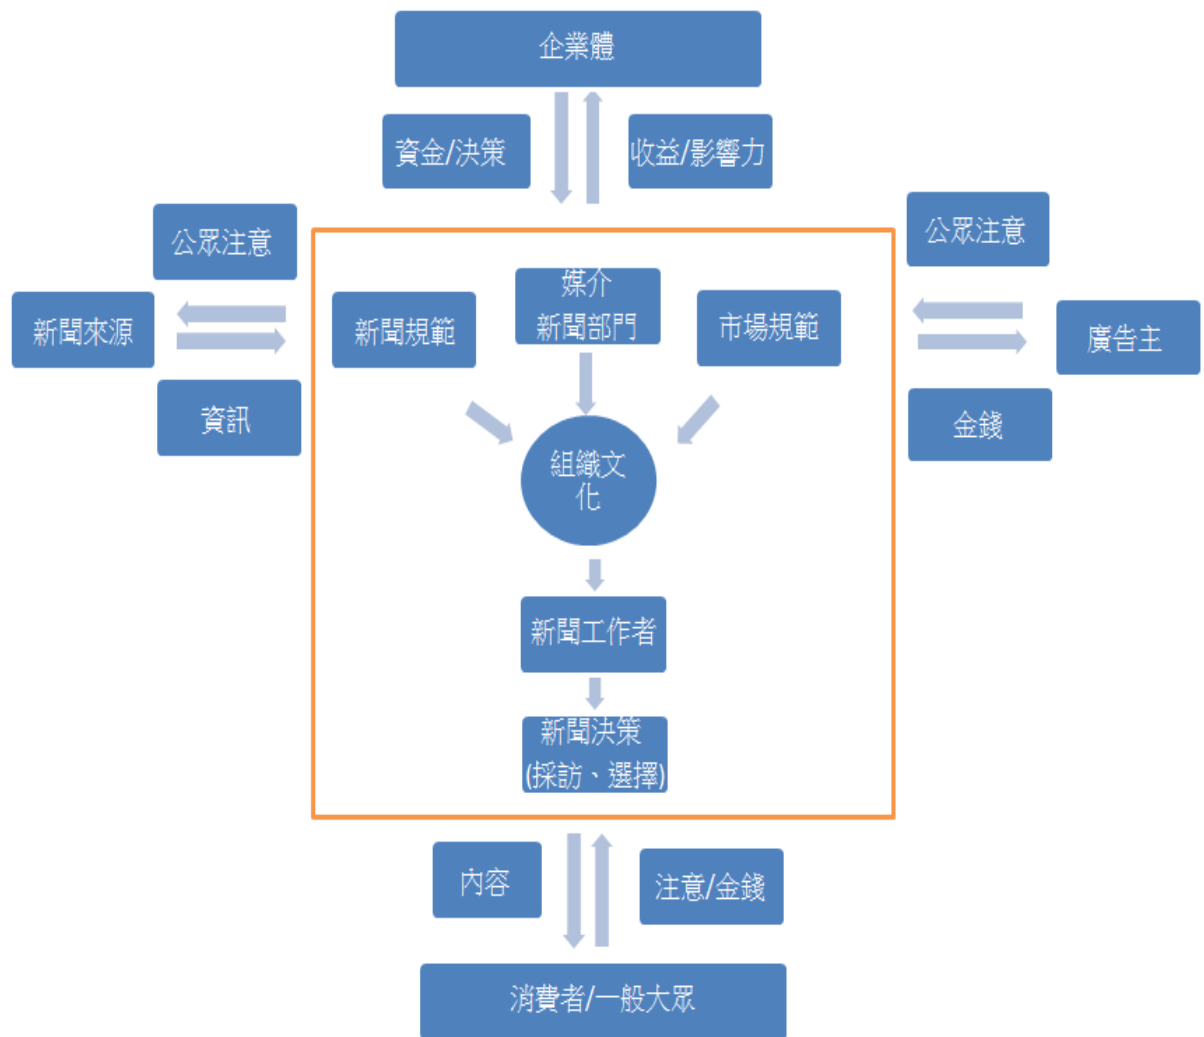 企業體
資金/決策
收益/影響力
公眾注意
公眾注意
新聞來源
新聞規範
媒介
新聞部門
市場規範
廣告主
資訊
金錢
組織文
化
新聞工作者
新聞決策
(採訪、選擇)
內容
注意/金錢
消費者/一般大眾